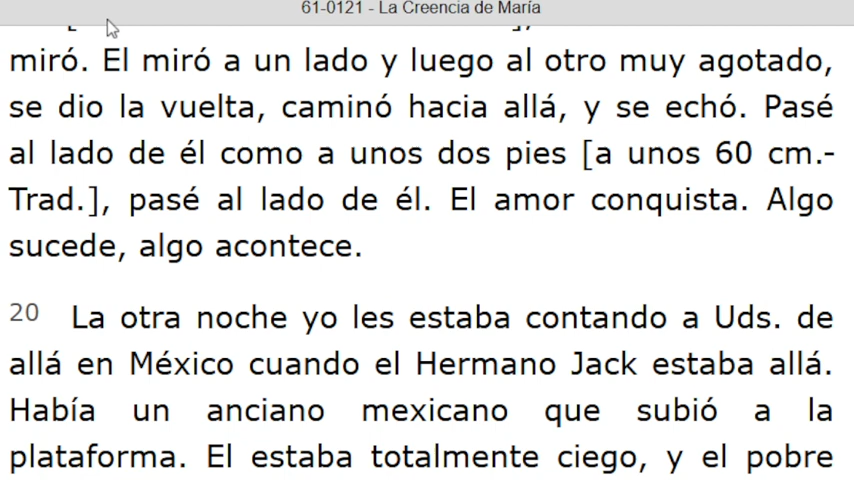 61-0121 - La Creencia de María
miró. El miró a un lado y luego al otro muy agotado,
se dio la vuelta, caminó hacia allá, y se echó. Pasé
al lado de él como a unos dos pies [a unos 60 cm.-
Trad.], pasé al lado de él. El amor conquista. Algo
sucede, algo acontece.
20 La otra noche yo les estaba contando a Uds. de
allá en México cuando el Hermano Jack estaba allá.
Había un anciano mexicano que subió a la
plataforma. El estaba totalmente ciego, y el pobre